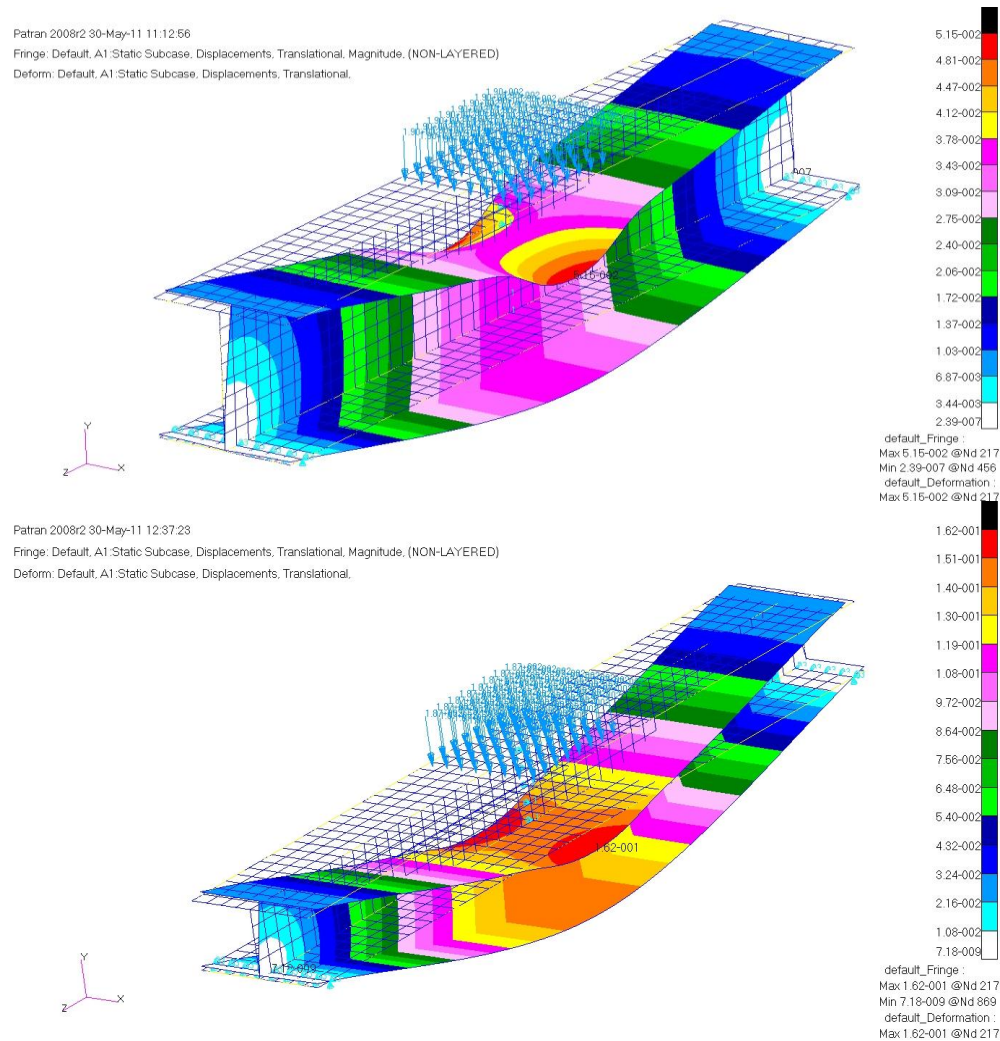 Patran 2008r2 30-May-11 11:12:56
Fringe: Default, A1:Static Subcase, Displacements, Translational, Magnitude, (NON-LAYERED)
Deform: Default, A1:Static Subcase, Displacements, Translational,
5.15-002
4.81-002
4.47-002
4.12-002
3.78-002
3.43-002
3.09-002
2.75-002
2.40-002
2.06-002
1.72-002
1.37-002
1.03-002
6.87-003
3.44-003
2.39-007
default_Fringe :
Max 5.15-002 @Nd 217
Min 2.39-007 @Nd 456
default_Deformation :
Max 5.15-002 @Nd 217
Y
Z
X
Patran 2008r2 30-May-11 12:37:23
Fringe: Default, A1:Static Subcase, Displacements, Translational, Magnitude, (NON-LAYERED)
Deform: Default, A1:Static Subcase, Displacements, Translational,
1.62-001
1.51-001
1.40-001
1.30-001
1.19-001
1.08-001
9.72-002
8.64-002
7.56-002
6.48-002
5.40-002
4.32-002
3.24-002
2.16-002
1.08-002
7.18-009
1.62-001
7.18-009
default_Fringe :
Max 1.62-001 @Nd 217
Min 7.18-009 @Nd 869
default_Deformation :
Max 1.62-001 @Nd 217
Y
Z
X